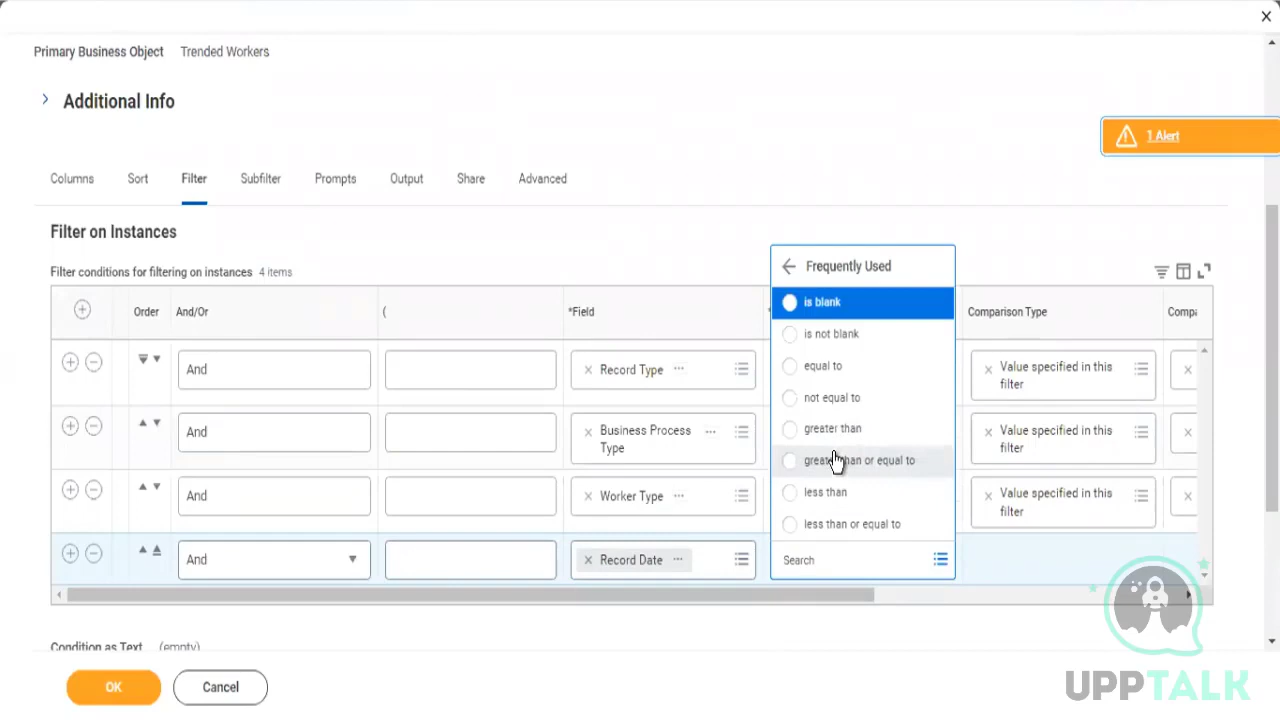 Primary Business Object Trended Workers
Additional Info
1 Alert
Columns Sort Filter Subfilter Prompts Output Share Advanced
Filter on Instances
Filter conditions for filtering on instances 4 items
Order And/Or ( *Field * Comparison Type Compa
And Record Type ... Value specified in this
filter
And Business Process ... Value specified in this
Type filter
And Worker Type ... Value specified in this
filter
And Record Date ...
Frequently Used
is blank
is not blank
equal to
not equal to
greater than
greater than or equal to
less than
less than or equal to
Search
Condition as Text (empty)
OK Cancel
UPPTALK